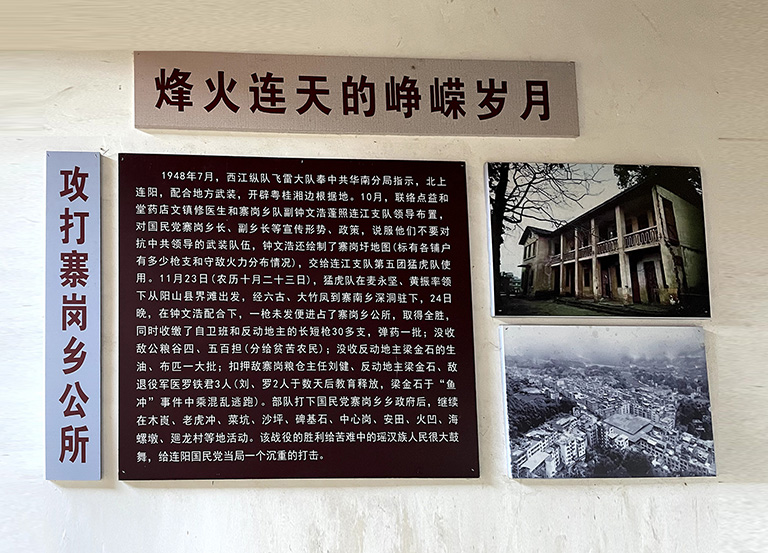 烽火连天的峥嵘岁月
攻打寨岗乡公所
1948年7月，西江纵队飞雷大队奉中共华南分局指示，北上
连阳，配合地方武装，开辟粤桂湘边根据地。10月，联络点益和
堂药店文镇修医生和寨岗乡队副钟文浩蓬照连江支队领导布置，
对国民党寨岗乡长、副乡长等宣传形势、政策，说服他们不要对
抗中共领导的武装队伍，钟文浩还绘制了寨岗圩地图(标有各铺户
有多少枪支和守敌火力分布情况)，交给连江支队第五团猛虎队使
用。11月23日(农历十月二十三日)，猛虎队在麦永坚、黄振率领
下从阳山县界滩出发，经六古、大竹凤到寨南乡深洞驻下，24日
晚，在钟文浩配合下，一枪未发便进占了寨岗乡公所，取得全胜，
同时收缴了自卫班和反动地主的长短枪30多支，弹药一批；没收
敌公粮谷四、五百担(分给贫苦农民)；没收反动地主梁金石的生
油、布匹一大批；扣押敌寨岗粮仓主任刘健、反动地主梁金石、敌
退役军医罗铁君3人(刘、罗2人于数天后教育释放，梁金石于“鱼
冲”事件中乘混乱逃跑)。部队打下国民党寨岗乡乡政府后，继续
在木崀、老虎冲、菜坑、沙坪、碑基石、中心岗、安田、火凹、海
螺墩、廻龙村等地活动。该战役的胜利给苦难中的瑶汉族人民很大鼓
舞，给连阳国民党当局一个沉重的打击。